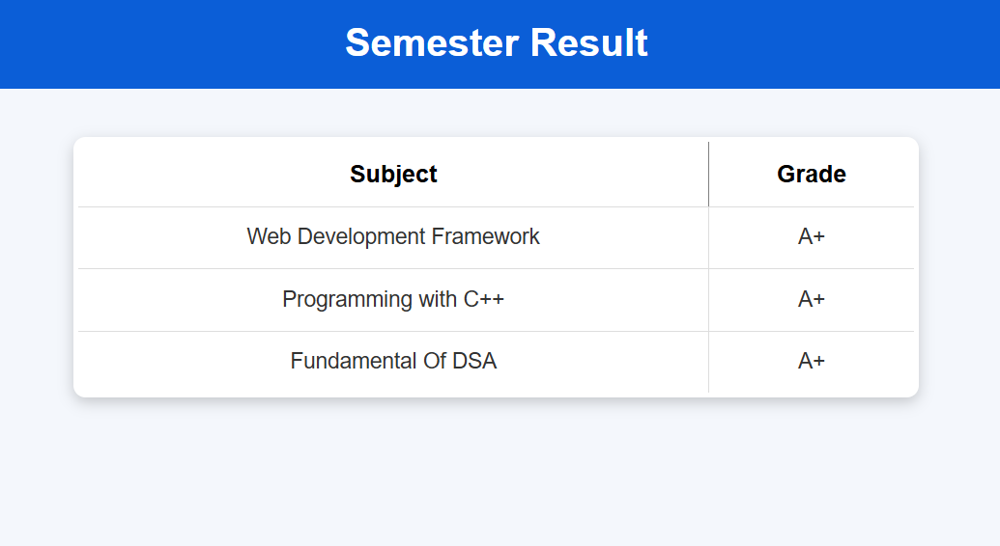 Semester Result
Subject Grade
Web Development Framework A+
Programming with C++ A+
Fundamental Of DSA A+